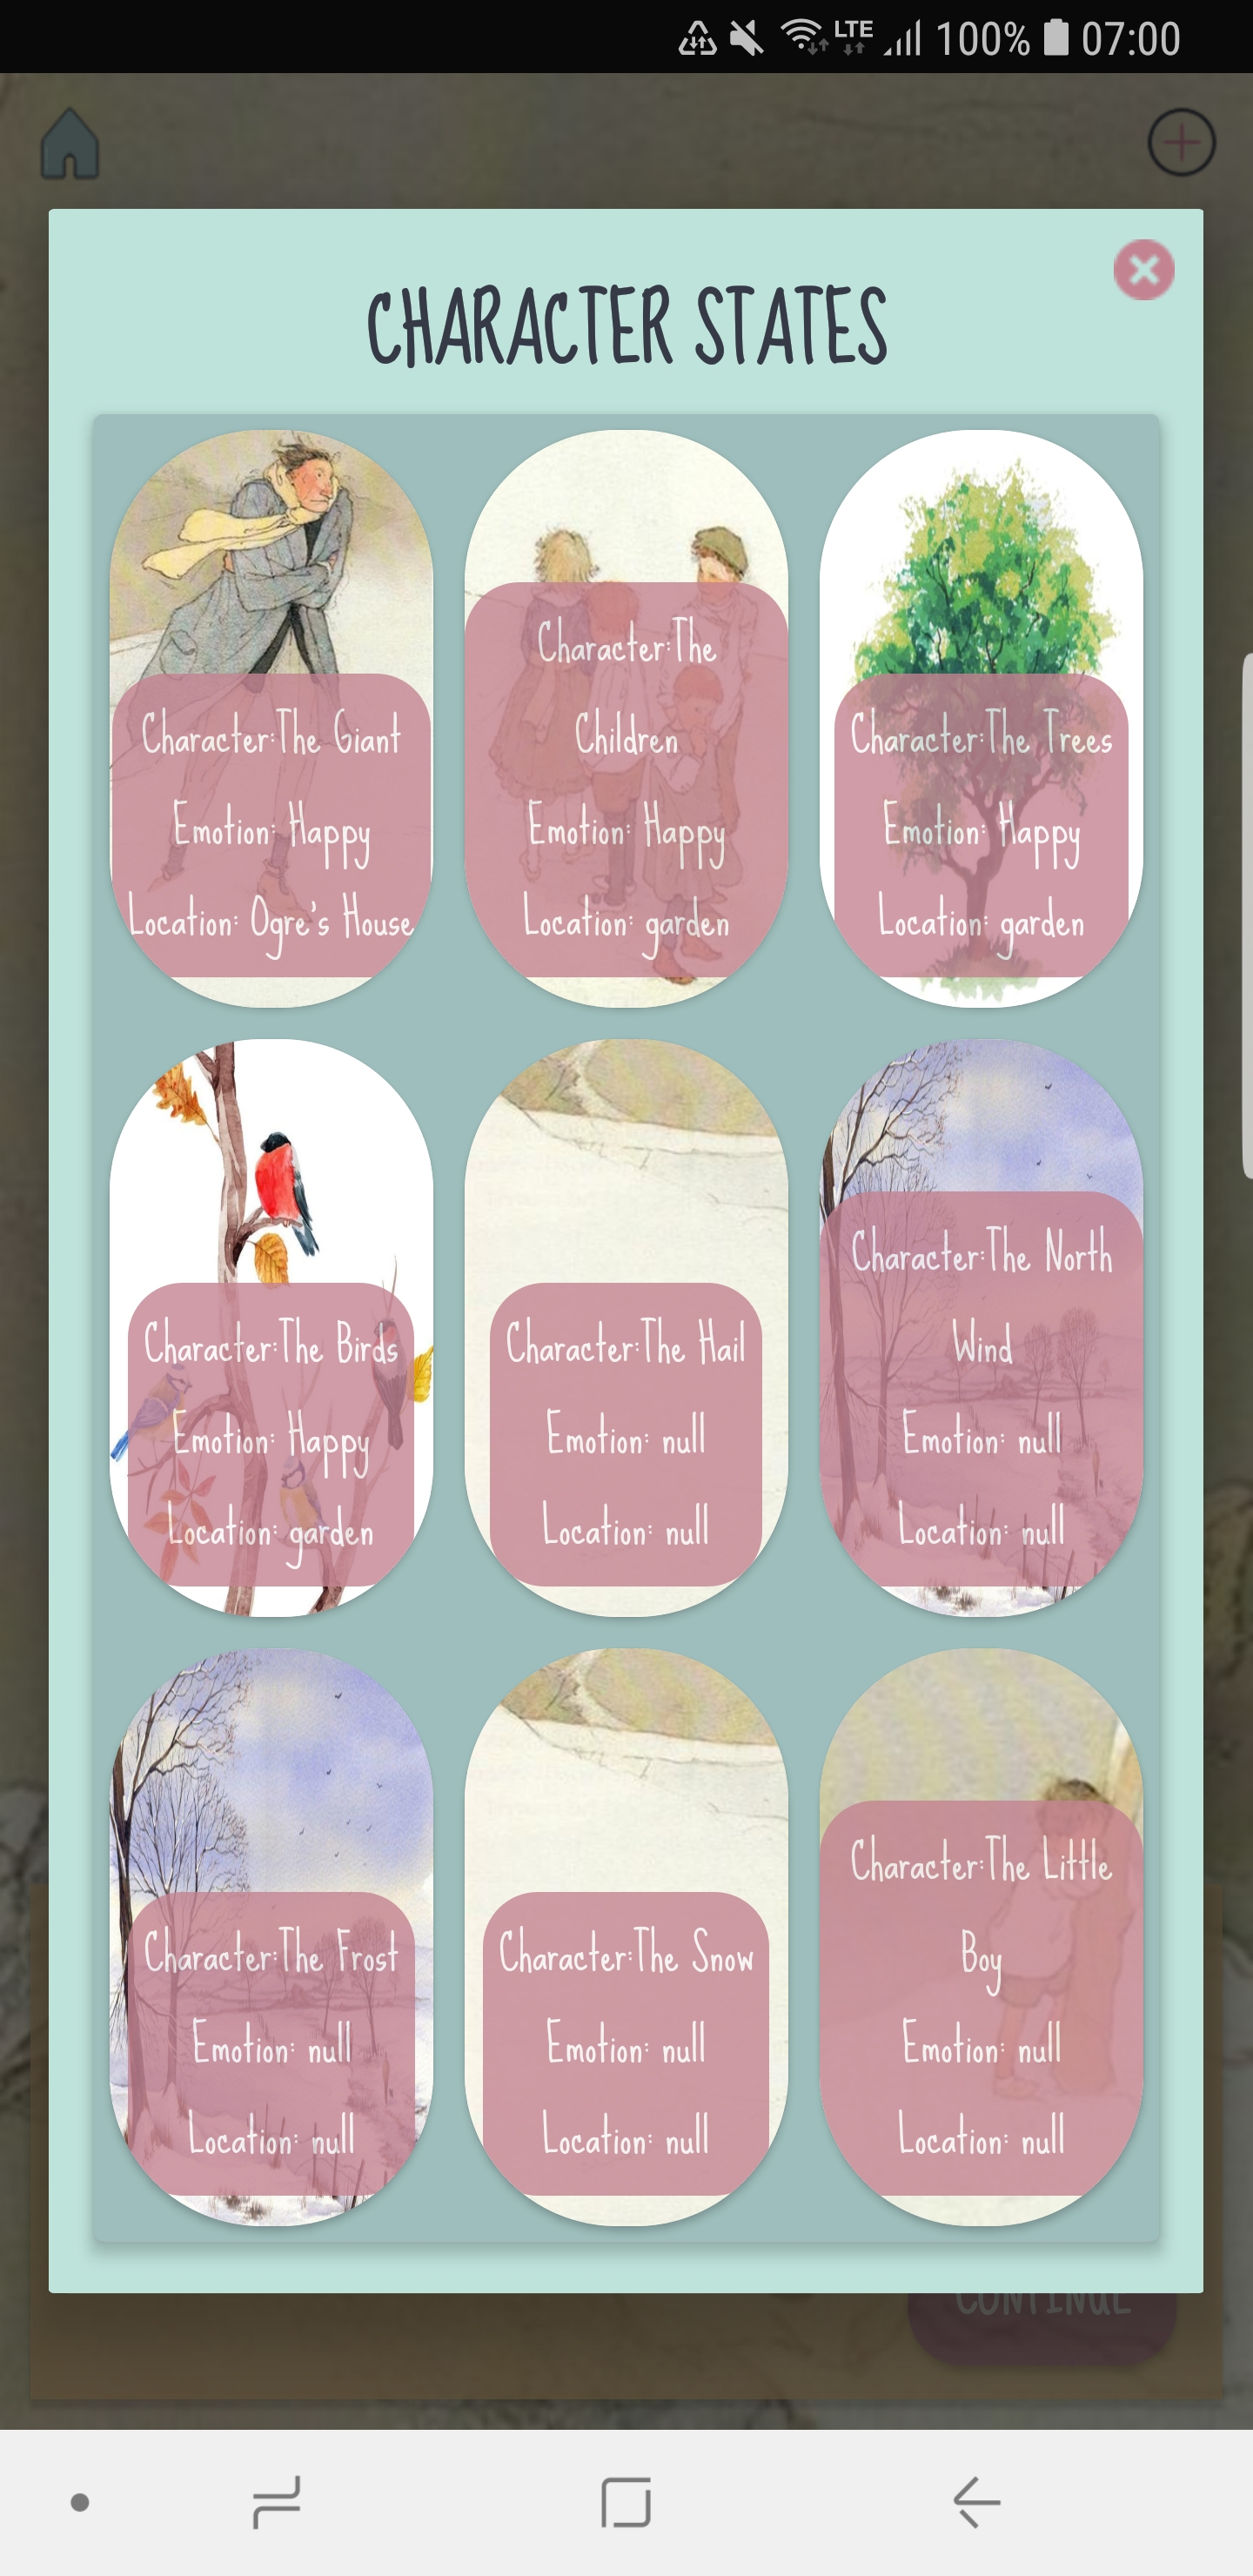 LTE 100% 07:00
CHARACTER STATES
Character:The Giant
Emotion: Happy
Location: Ogre's House
Character:The
Children
Emotion: Happy
Location: garden
Character:The Trees
Emotion: Happy
Location: garden
Character:The Birds
Emotion: Happy
Location: garden
Character:The Hail
Emotion: null
Location: null
Character:The North
Wind
Emotion: null
Location: null
Character:The Frost
Emotion: null
Location: null
Character:The Snow
Emotion: null
Location: null
Character:The Little
Boy
Emotion: null
Location: null
CONTINUE